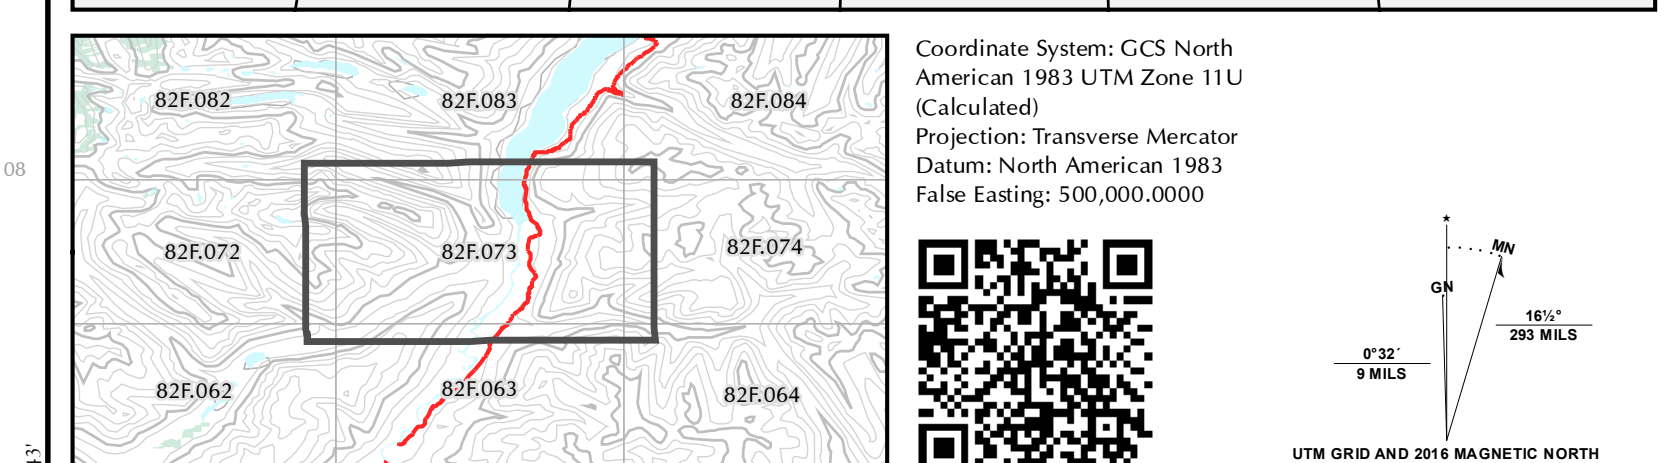 82F.082
82F.083
82F.084
08
82F.072
82F.073
82F.074
82F.062
82F.063
82F.064
43'
Coordinate System: GCS North
American 1983 UTM Zone 11U
(Calculated)
Projection: Transverse Mercator
Datum: North American 1983
False Easting: 500,000.0000
MN
GN
16½°
293 MILS
0°32´
9 MILS
UTM GRID AND 2016 MAGNETIC NORTH